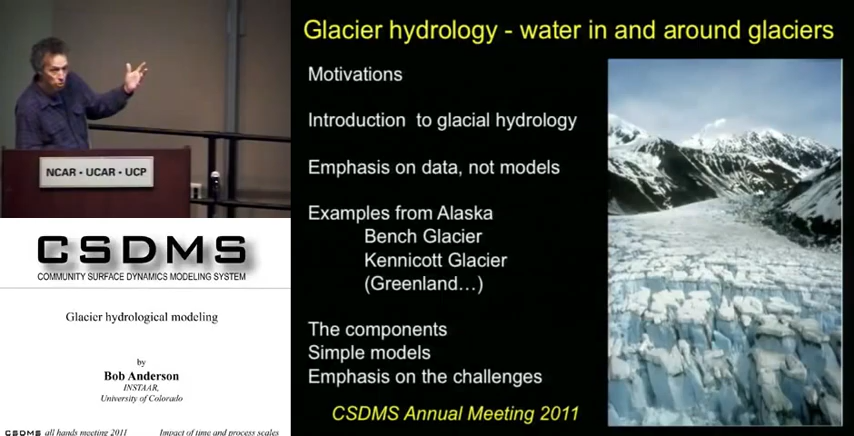 NCAR • UCAR • UCP
CSDMS
COMMUNITY SURFACE DYNAMICS MODELING SYSTEM
Glacier hydrological modeling
by
Bob Anderson
INSTAAR,
University of Colorado
CSDMS all hands meeting 2011 Impact of time and process scales
Glacier hydrology - water in and around glaciers
Motivations
Introduction to glacial hydrology
Emphasis on data, not models
Examples from Alaska
Bench Glacier
Kennicott Glacier
(Greenland…)
The components
Simple models
Emphasis on the challenges
CSDMS Annual Meeting 2011